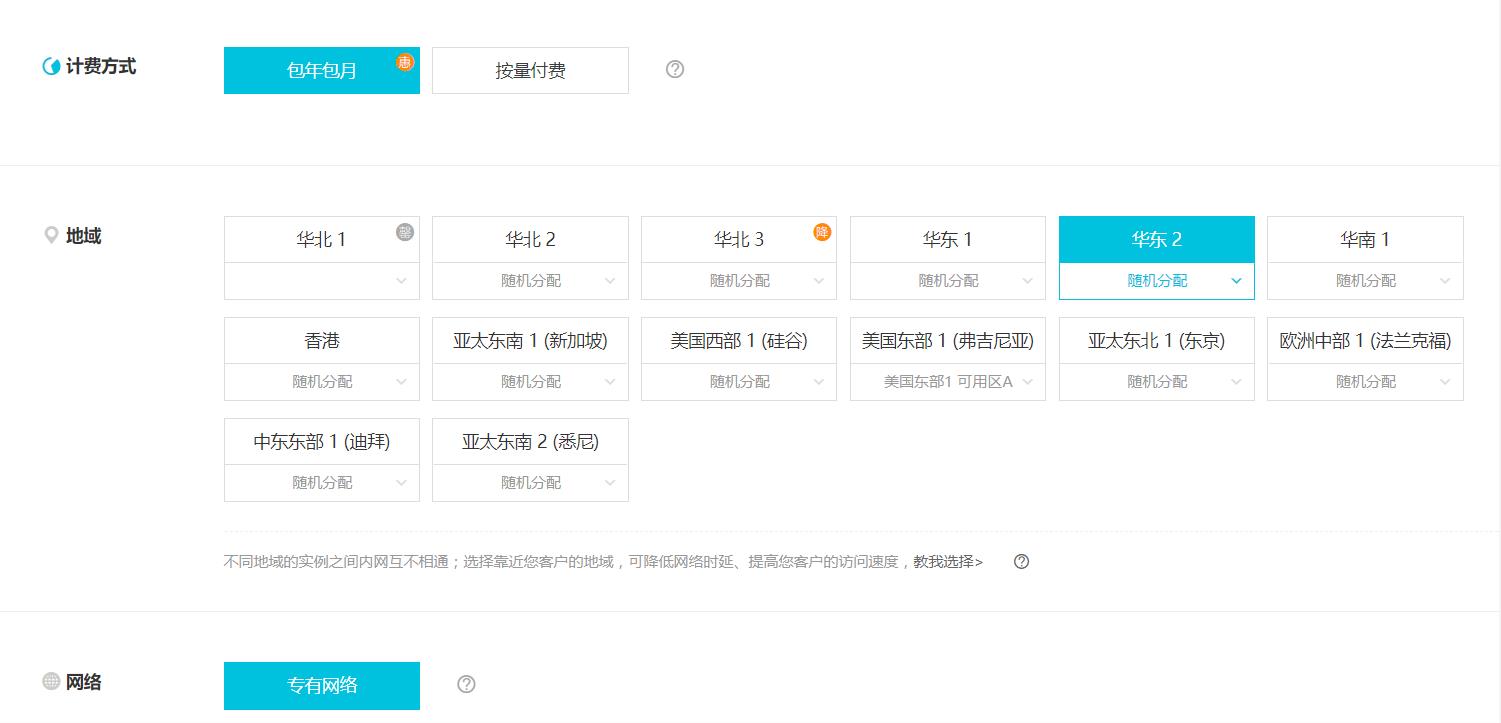 计费方式
包年包月 惠 按量付费
地域
华北 1 罄 华北 2 华北 3 降 华东 1 华东 2 华南 1
随机分配 随机分配 随机分配 随机分配 随机分配
香港 亚太东南 1 (新加坡) 美国西部 1 (硅谷) 美国东部 1 (弗吉尼亚) 亚太东北 1 (东京) 欧洲中部 1 (法兰克福)
随机分配 随机分配 随机分配 美国东部1 可用区A 随机分配 随机分配
中东东部 1 (迪拜) 亚太东南 2 (悉尼)
随机分配 随机分配
不同地域的实例之间内网互不相通；选择靠近您客户的地域，可降低网络时延、提高您客户的访问速度，教我选择>
网络
专有网络